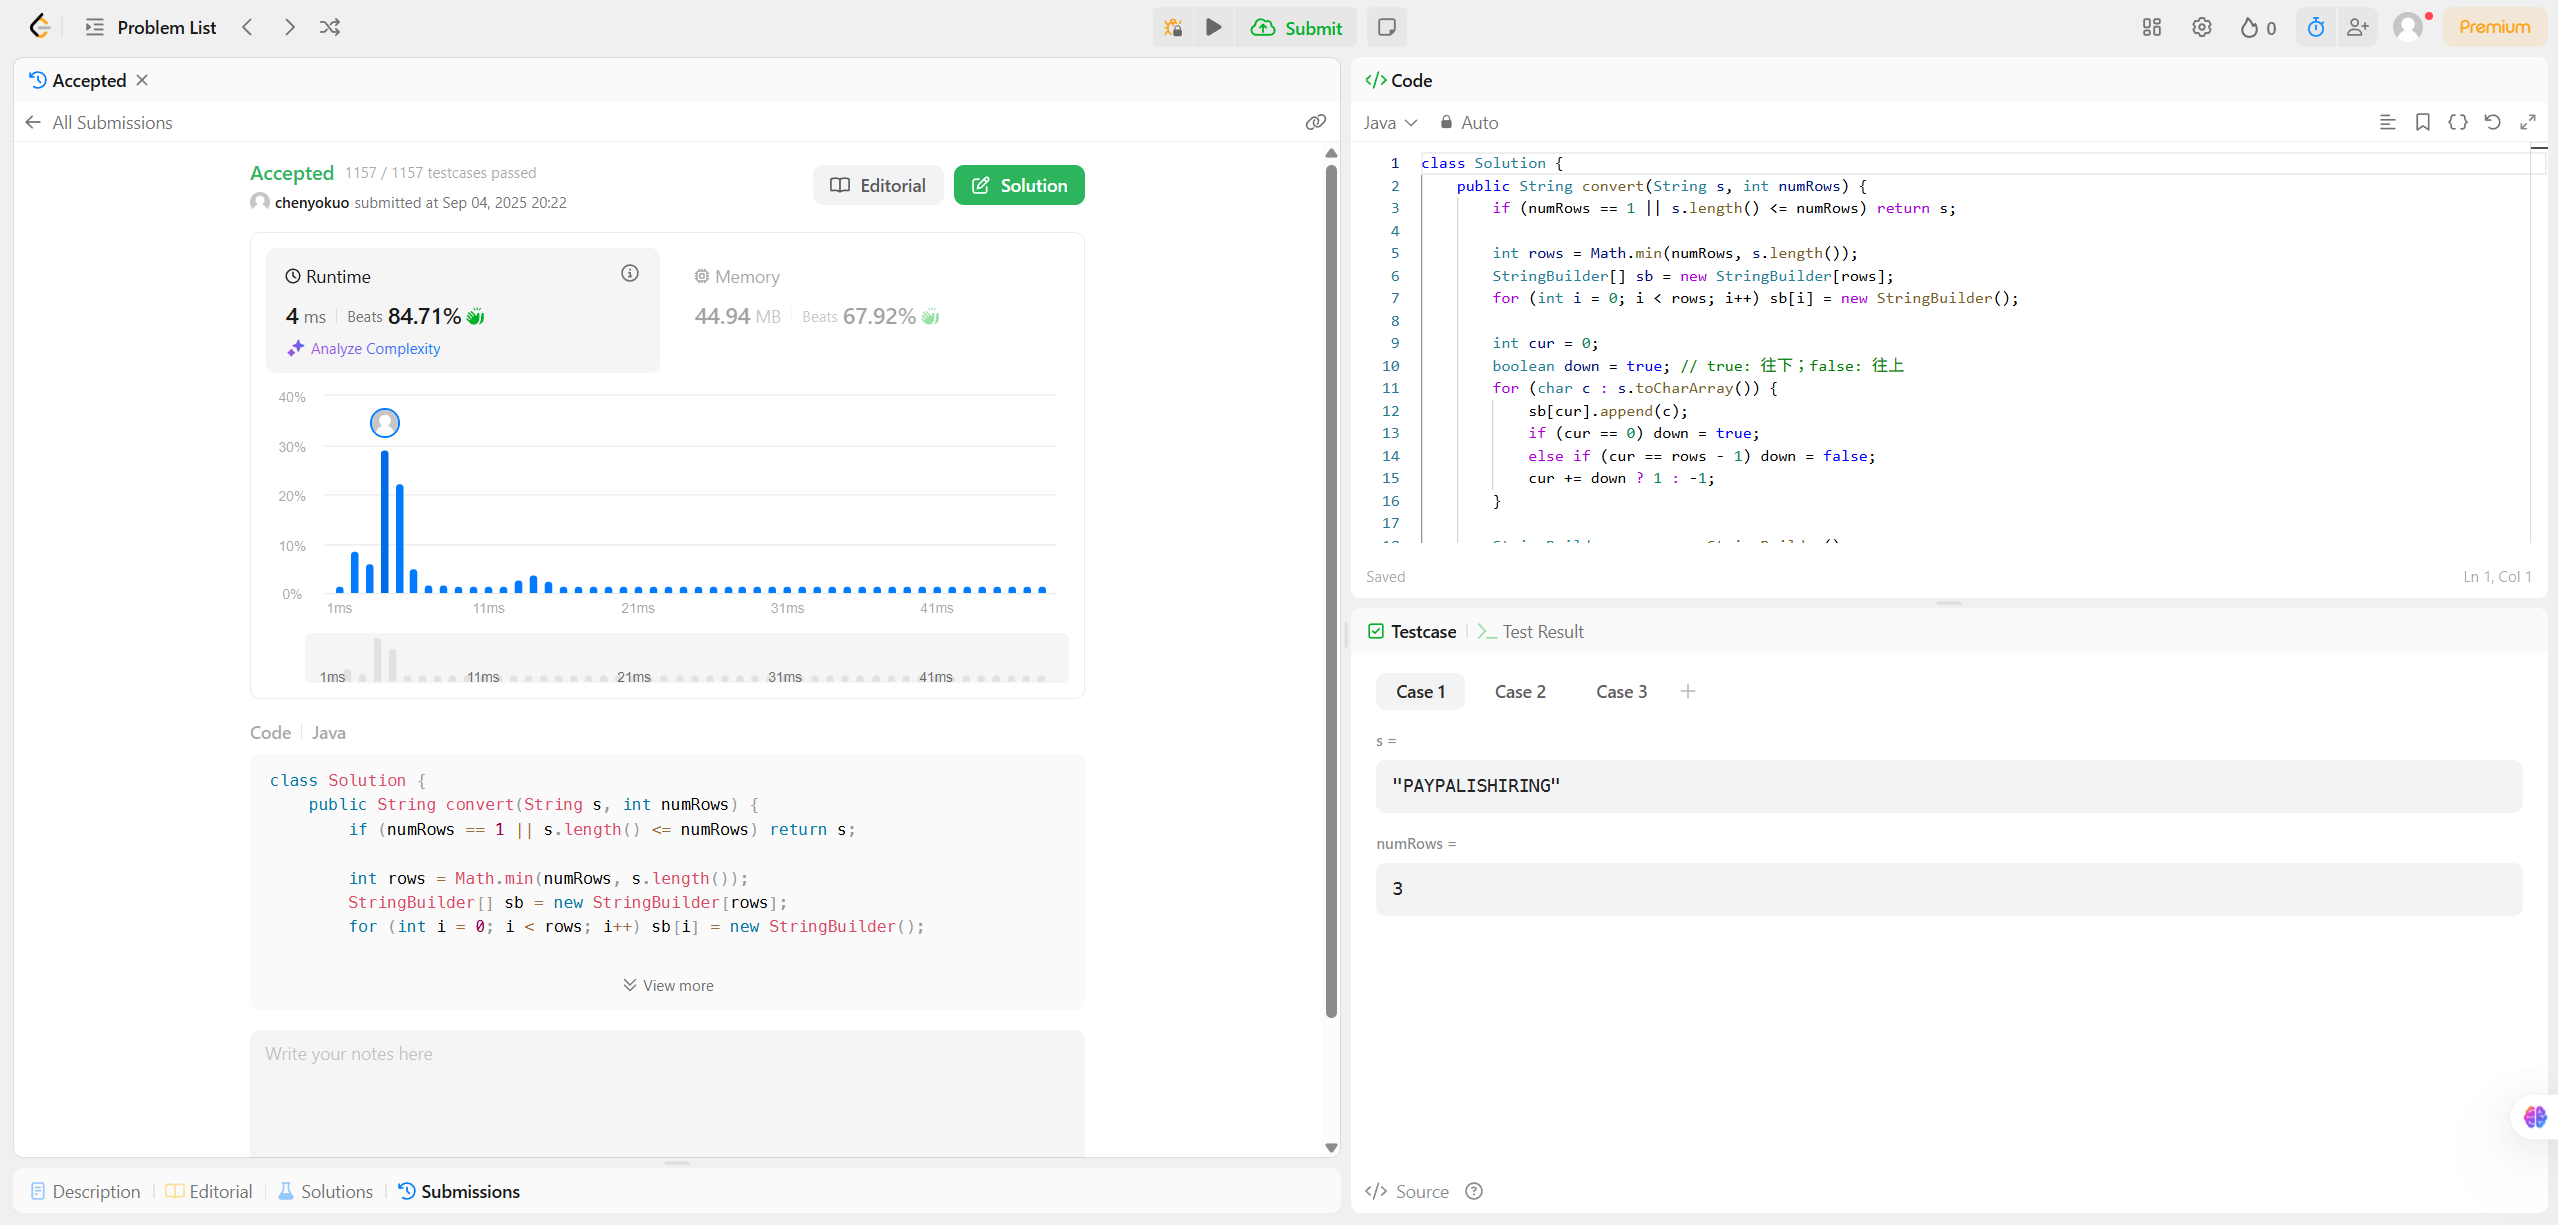 Problem List
Submit
0
Premium
Accepted
All Submissions
Accepted 1157 / 1157 testcases passed
chenyokuo submitted at Sep 04, 2025 20:22
Editorial
Solution
Runtime
4 ms Beats 84.71%
Analyze Complexity
Memory
44.94 MB Beats 67.92%
40%
30%
20%
10%
0%
1ms 11ms 21ms 31ms 41ms
1ms 11ms 21ms 31ms 41ms
Code Java
class Solution {
public String convert(String s, int numRows) {
if (numRows == 1 || s.length() <= numRows) return s;
int rows = Math.min(numRows, s.length());
StringBuilder[] sb = new StringBuilder[rows];
for (int i = 0; i < rows; i++) sb[i] = new StringBuilder();
View more
Write your notes here
Description Editorial Solutions Submissions
</> Code
Java Auto
1 class Solution {
2 public String convert(String s, int numRows) {
3 if (numRows == 1 || s.length() <= numRows) return s;
4
5 int rows = Math.min(numRows, s.length());
6 StringBuilder[] sb = new StringBuilder[rows];
7 for (int i = 0; i < rows; i++) sb[i] = new StringBuilder();
8
9 int cur = 0;
10 boolean down = true; // true: 往下；false: 往上
11 for (char c : s.toCharArray()) {
12 sb[cur].append(c);
13 if (cur == 0) down = true;
14 else if (cur == rows - 1) down = false;
15 cur += down ? 1 : -1;
16 }
17
Saved
Ln 1, Col 1
Testcase Test Result
Case 1 Case 2 Case 3
s =
"PAYPALISHIRING"
numRows =
3
</> Source